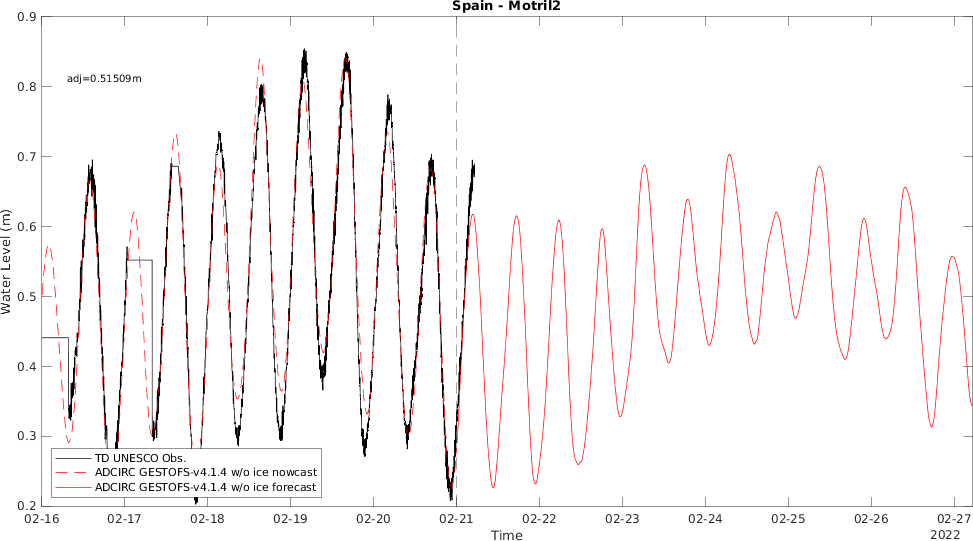 Spain - Motril2
0.9
0.8
0.7
0.6
0.5
0.4
0.3
0.2
Water Level (m)
adj=0.51509m
TD UNESCO Obs.
ADCIRC GESTOFS-v4.1.4 w/o ice nowcast
ADCIRC GESTOFS-v4.1.4 w/o ice forecast
02-16 02-17 02-18 02-19 02-20 02-21 02-22 02-23 02-24 02-25 02-26 02-27
Time
2022